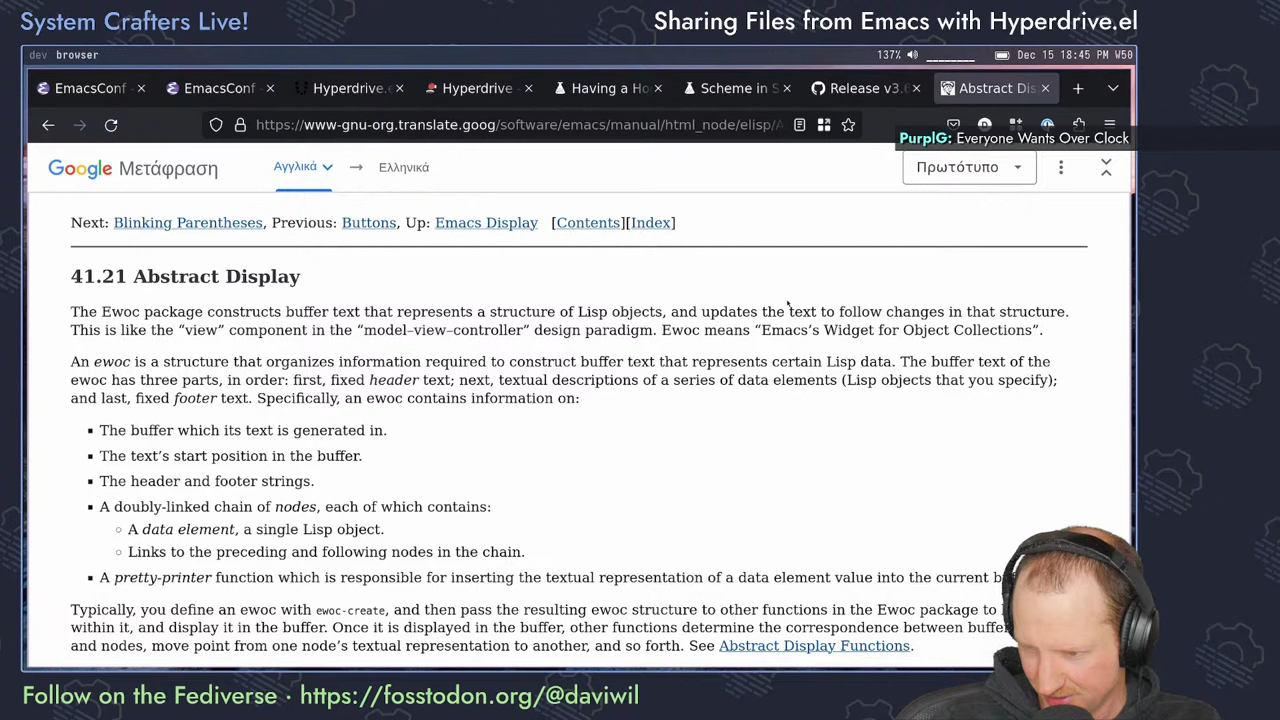 System Crafters Live!
Sharing Files from Emacs with Hyperdrive.el
dev browser
137% Dec 15 18:45 PM W50
EmacsConf - EmacsConf - Hyperdrive.e Hyperdrive - Having a Ho Scheme in S Release v3.6 Abstract Dis
https://www-gnu-org.translate.goog/software/emacs/manual/html_node/elisp/A
PurplG: Everyone Wants Over Clock
Google Μετάφραση Αγγλικά → Ελληνικά Πρωτότυπο
Next: Blinking Parentheses, Previous: Buttons, Up: Emacs Display [Contents][Index]
41.21 Abstract Display
The Ewoc package constructs buffer text that represents a structure of Lisp objects, and updates the text to follow changes in that structure.
This is like the “view” component in the “model–view–controller” design paradigm. Ewoc means “Emacs’s Widget for Object Collections”.
An ewoc is a structure that organizes information required to construct buffer text that represents certain Lisp data. The buffer text of the
ewoc has three parts, in order: first, fixed header text; next, textual descriptions of a series of data elements (Lisp objects that you specify);
and last, fixed footer text. Specifically, an ewoc contains information on:
▪ The buffer which its text is generated in.
▪ The text’s start position in the buffer.
▪ The header and footer strings.
▪ A doubly-linked chain of nodes, each of which contains:
◦ A data element, a single Lisp object.
◦ Links to the preceding and following nodes in the chain.
▪ A pretty-printer function which is responsible for inserting the textual representation of a data element value into the current
Typically, you define an ewoc with ewoc-create, and then pass the resulting ewoc structure to other functions in the Ewoc package to
within it, and display it in the buffer. Once it is displayed in the buffer, other functions determine the correspondence between
and nodes, move point from one node’s textual representation to another, and so forth. See Abstract Display Functions.
Follow on the Fediverse · https://fosstodon.org/@daviwil